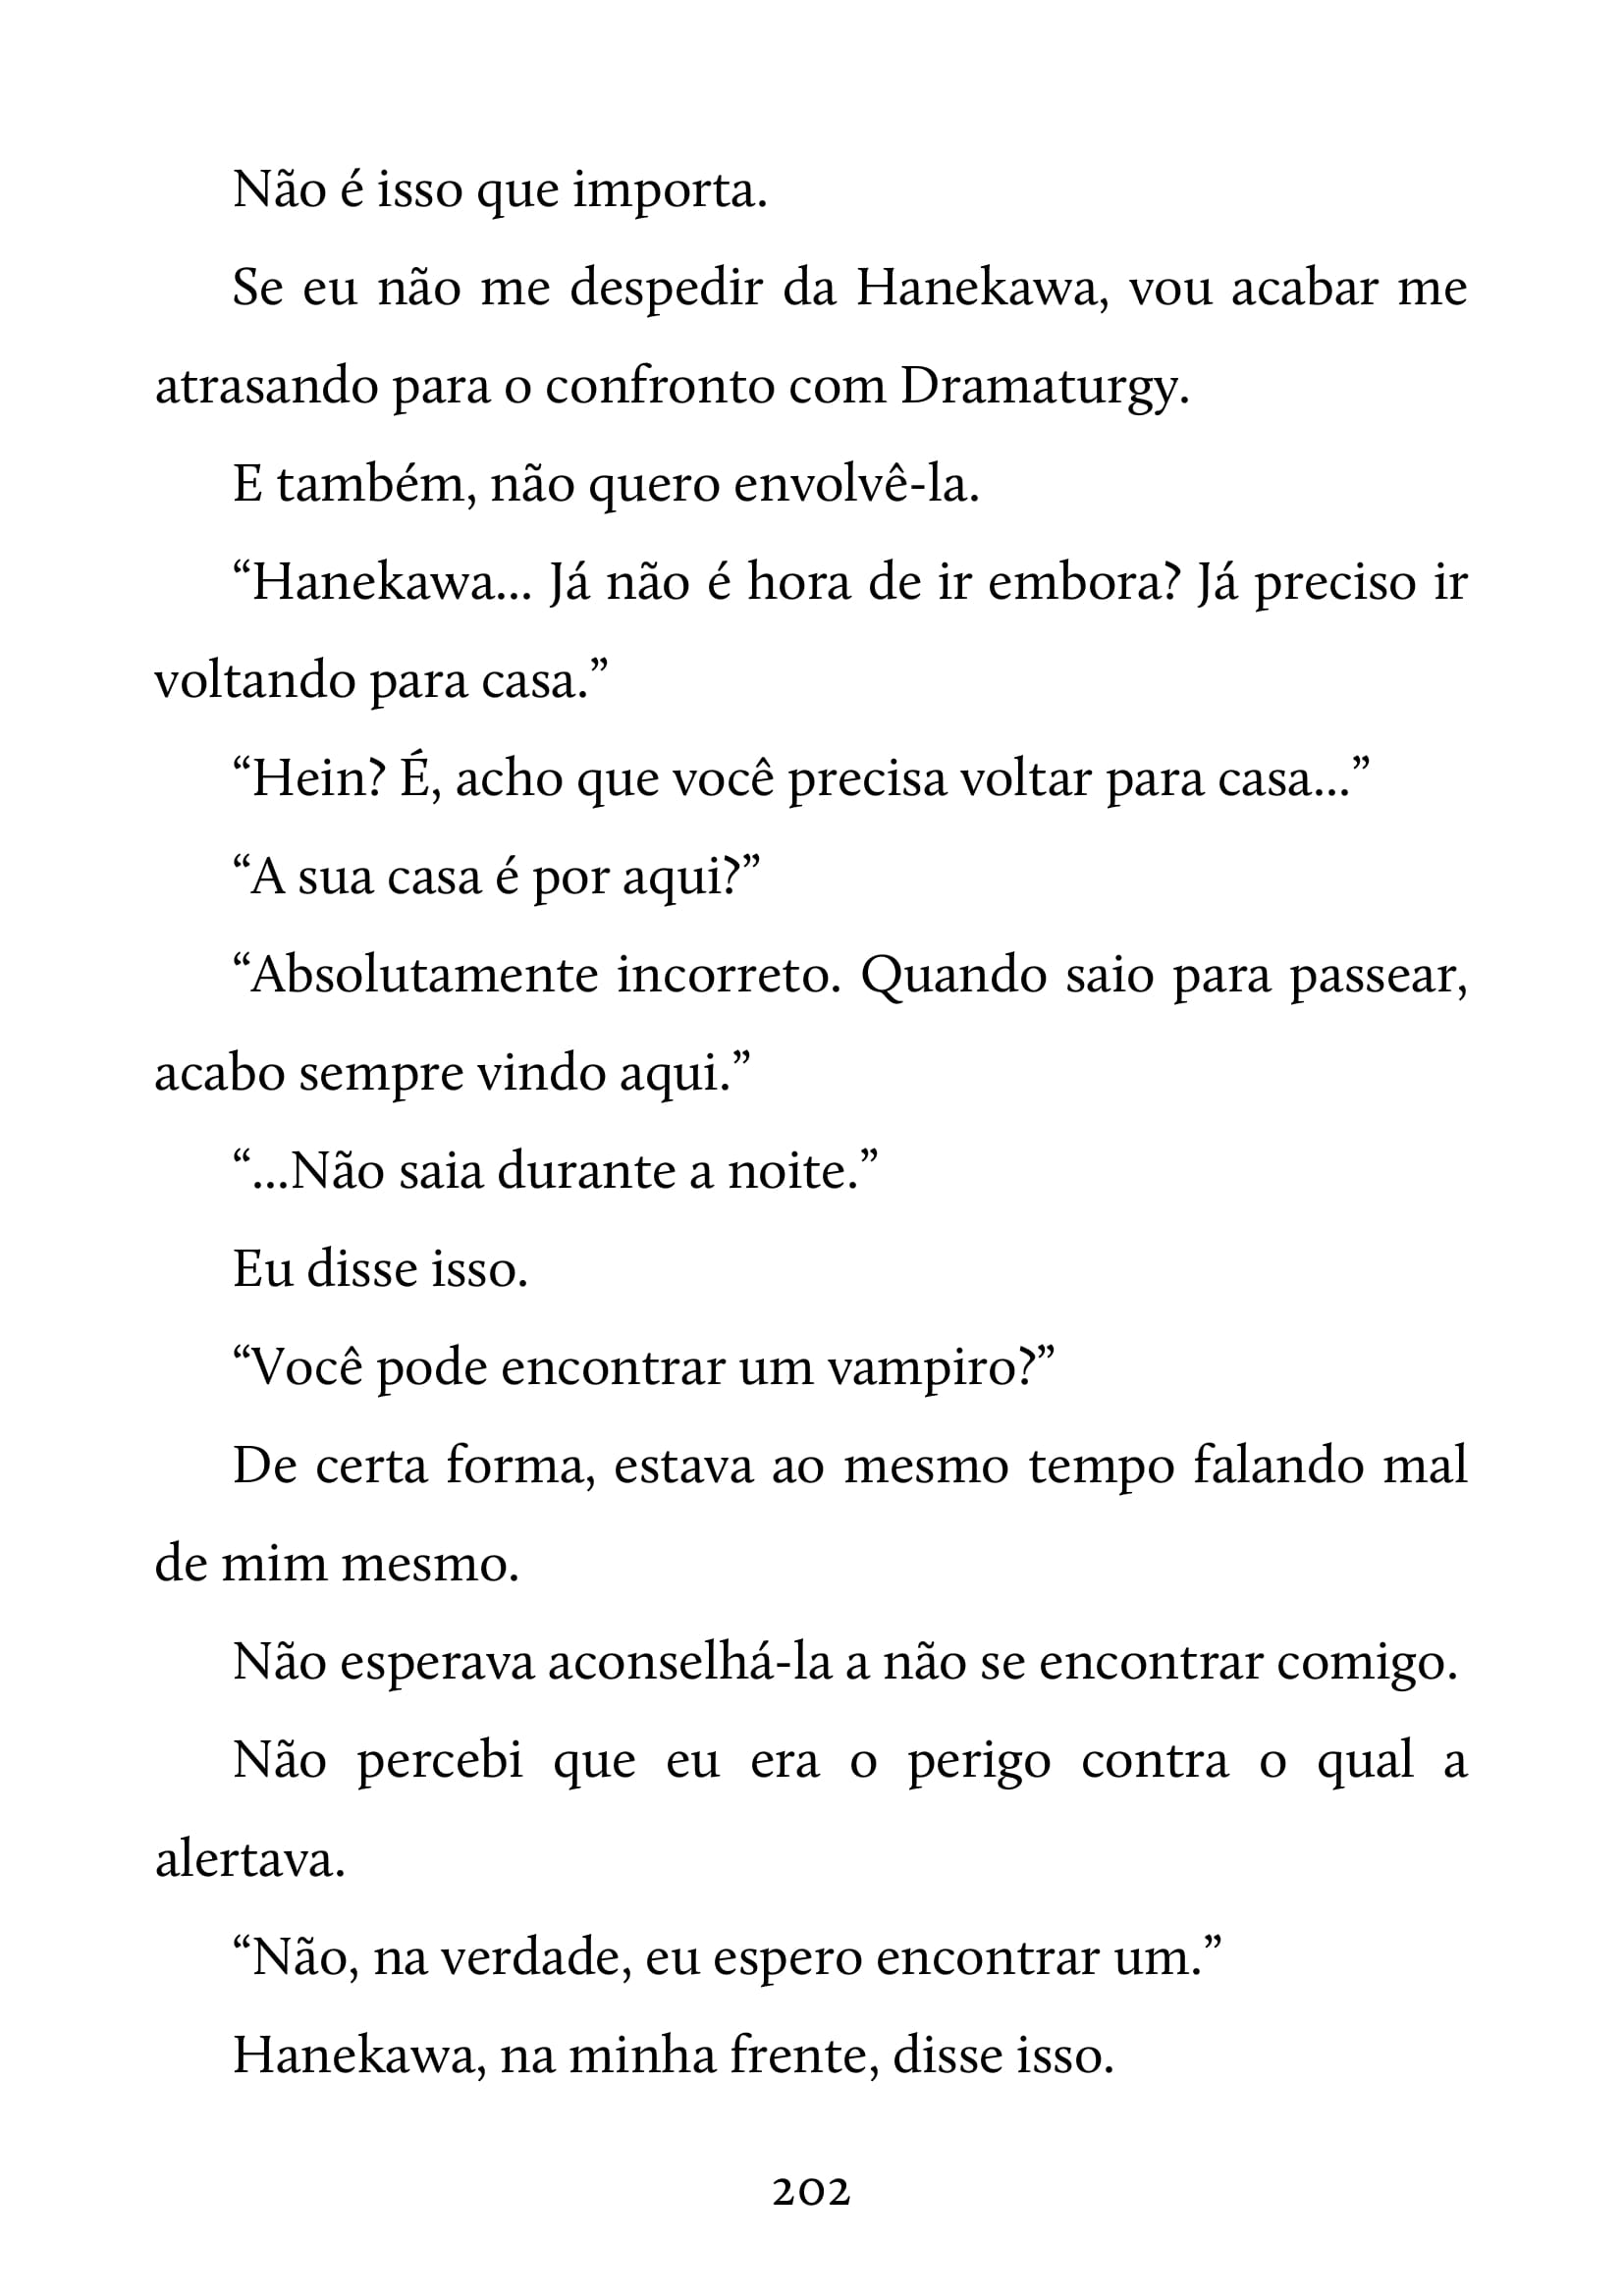 Não é isso que importa.
Se eu não me despedir da Hanekawa, vou acabar me
atrasando para o confronto com Dramaturgy.
E também, não quero envolvê-la.
“Hanekawa... Já não é hora de ir embora? Já preciso ir
voltando para casa.”
“Hein? É, acho que você precisa voltar para casa...”
“A sua casa é por aqui?”
“Absolutamente incorreto. Quando saio para passear,
acabo sempre vindo aqui.”
“...Não saia durante a noite.”
Eu disse isso.
“Você pode encontrar um vampiro?”
De certa forma, estava ao mesmo tempo falando mal
de mim mesmo.
Não esperava aconselhá-la a não se encontrar comigo.
Não percebi que eu era o perigo contra o qual a
alertava.
“Não, na verdade, eu espero encontrar um.”
Hanekawa, na minha frente, disse isso.
202